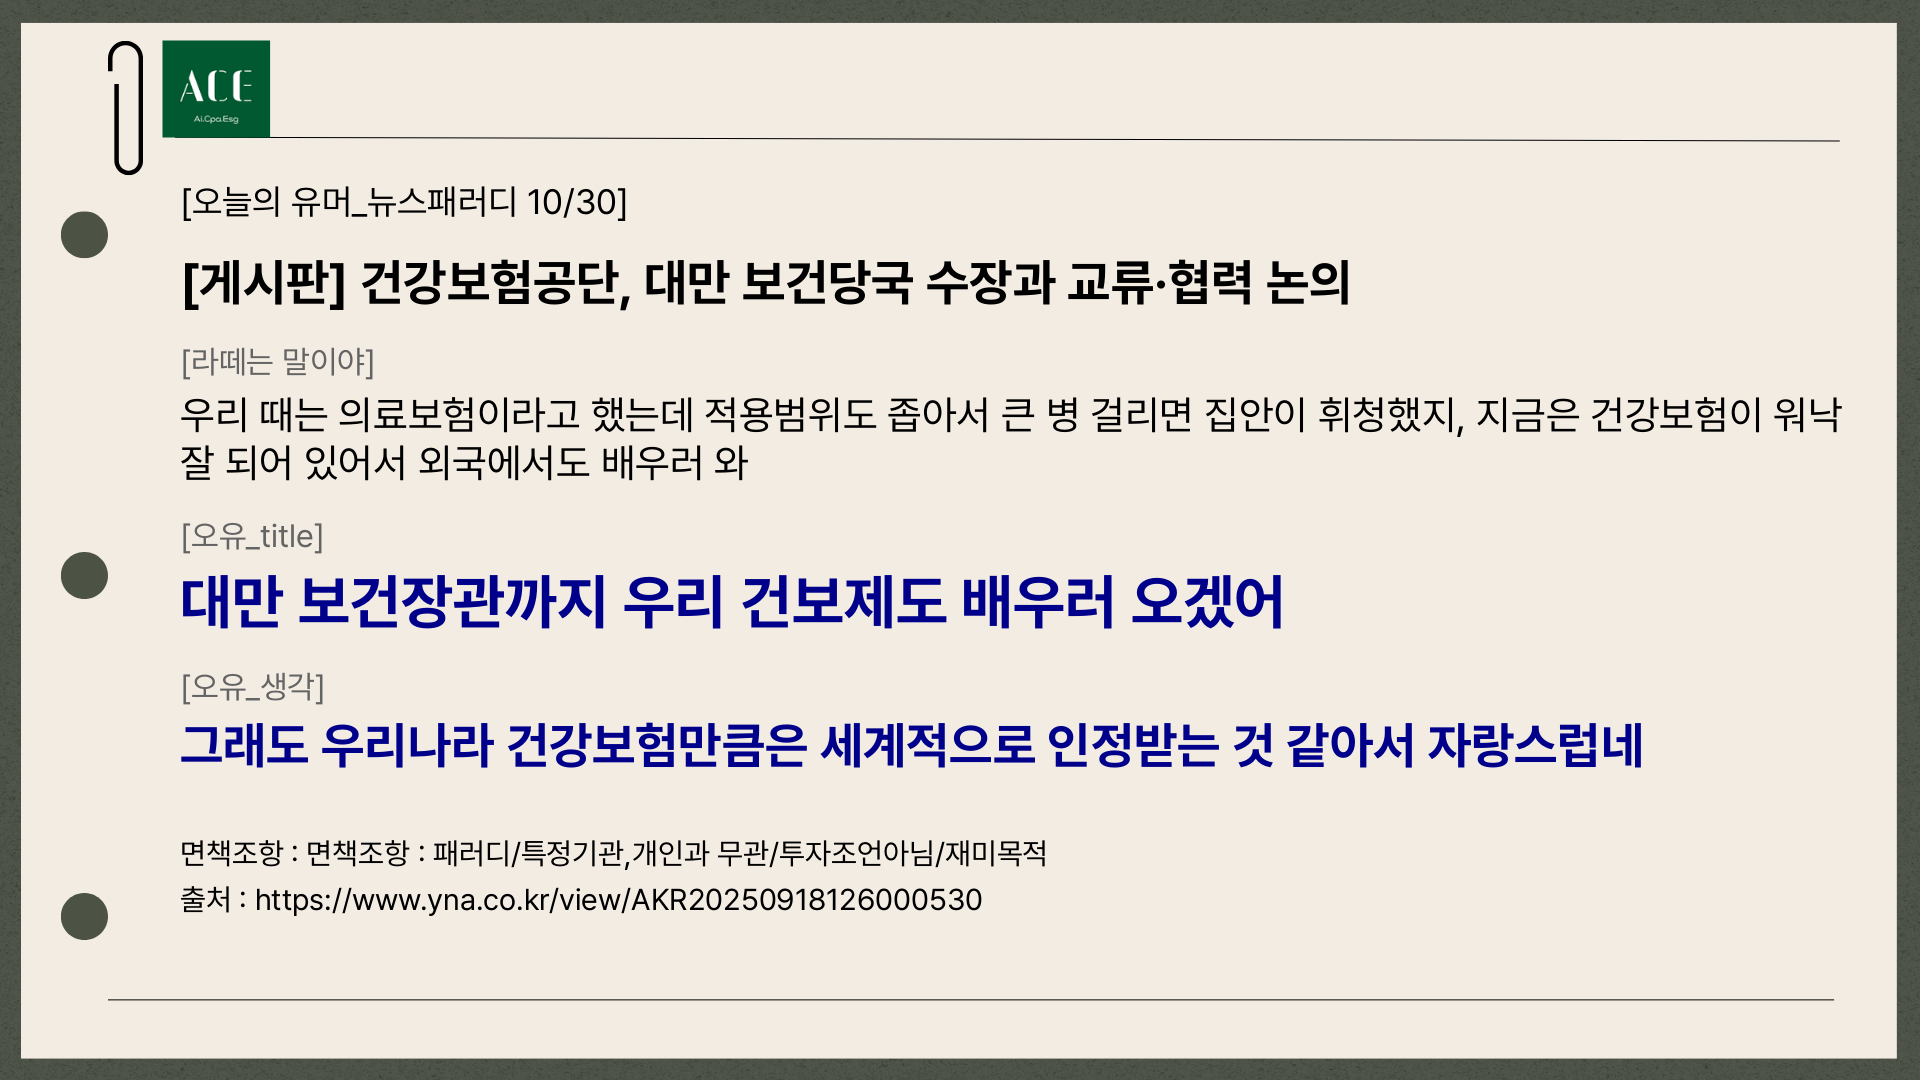 ACE
Ai.Cpa.Esg
[오늘의 유머_뉴스패러디 10/30]
[게시판] 건강보험공단, 대만 보건당국 수장과 교류·협력 논의
[라떼는 말이야]
우리 때는 의료보험이라고 했는데 적용범위도 좁아서 큰 병 걸리면 집안이 휘청했지, 지금은 건강보험이 워낙
잘 되어 있어서 외국에서도 배우러 와
[오유_title]
대만 보건장관까지 우리 건보제도 배우러 오겠어
[오유_생각]
그래도 우리나라 건강보험만큼은 세계적으로 인정받는 것 같아서 자랑스럽네
면책조항 : 면책조항 : 패러디/특정기관,개인과 무관/투자조언아님/재미목적
출처 : https://www.yna.co.kr/view/AKR20250918126000530